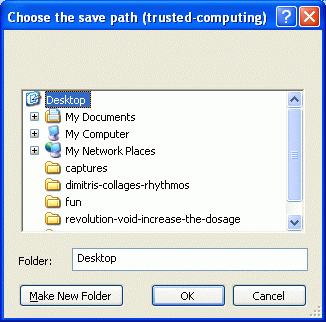 Choose the save path (trusted-computing)
Desktop
My Documents
My Computer
My Network Places
captures
dimitris-collages-rhythmos
fun
revolution-void-increase-the-dosage
Folder: Desktop
Make New Folder OK Cancel